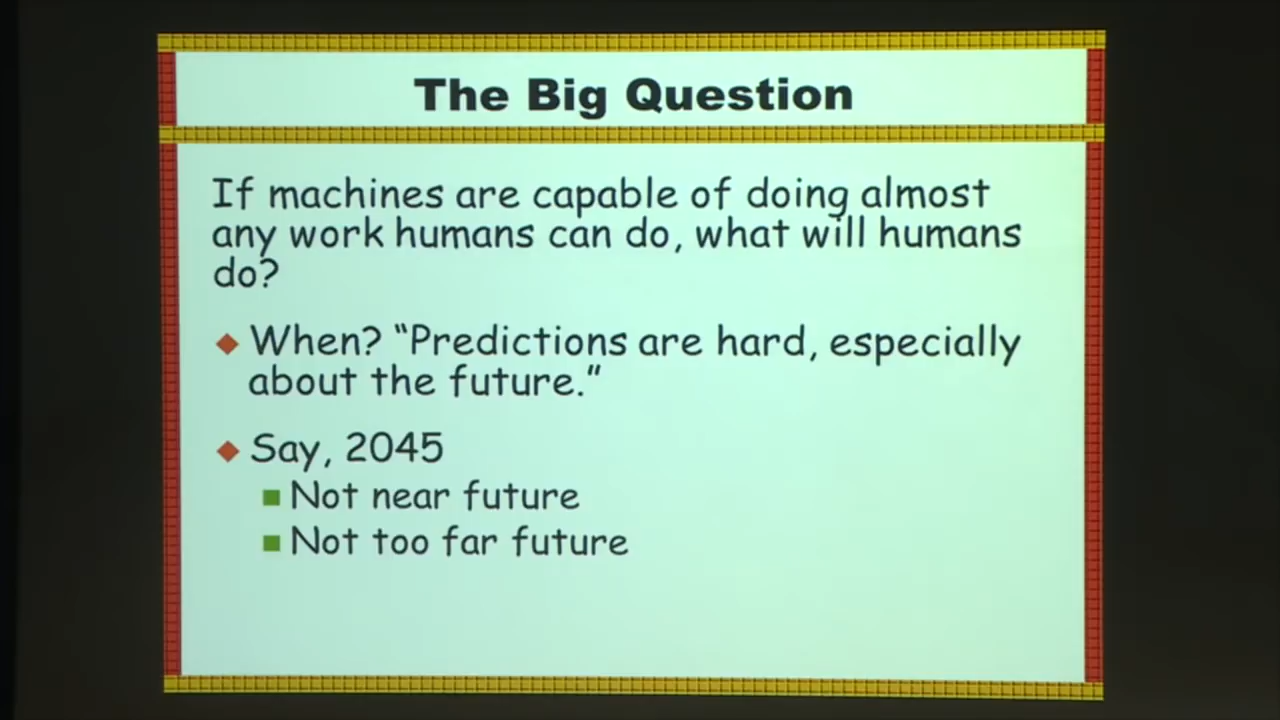 The Big Question
If machines are capable of doing almost
any work humans can do, what will humans
do?
When? “Predictions are hard, especially
about the future.”
Say, 2045
Not near future
Not too far future